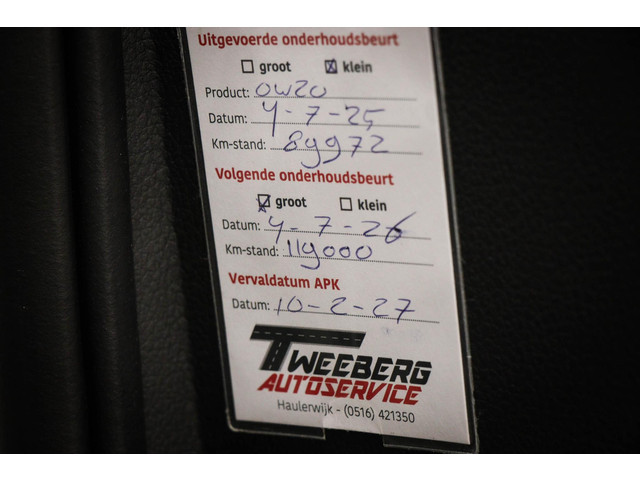 Uitgevoerde onderhoudsbeurt
groot klein
Product: OW20
Datum: 4-7-25
Km-stand: 89972
Volgende onderhoudsbeurt
groot klein
Datum: 4-7-26
Km-stand: 119000
Vervaldatum APK
Datum: 10-2-27
TWEEBERG
AUTOSERVICE
Haulerwijk - (0516) 421350